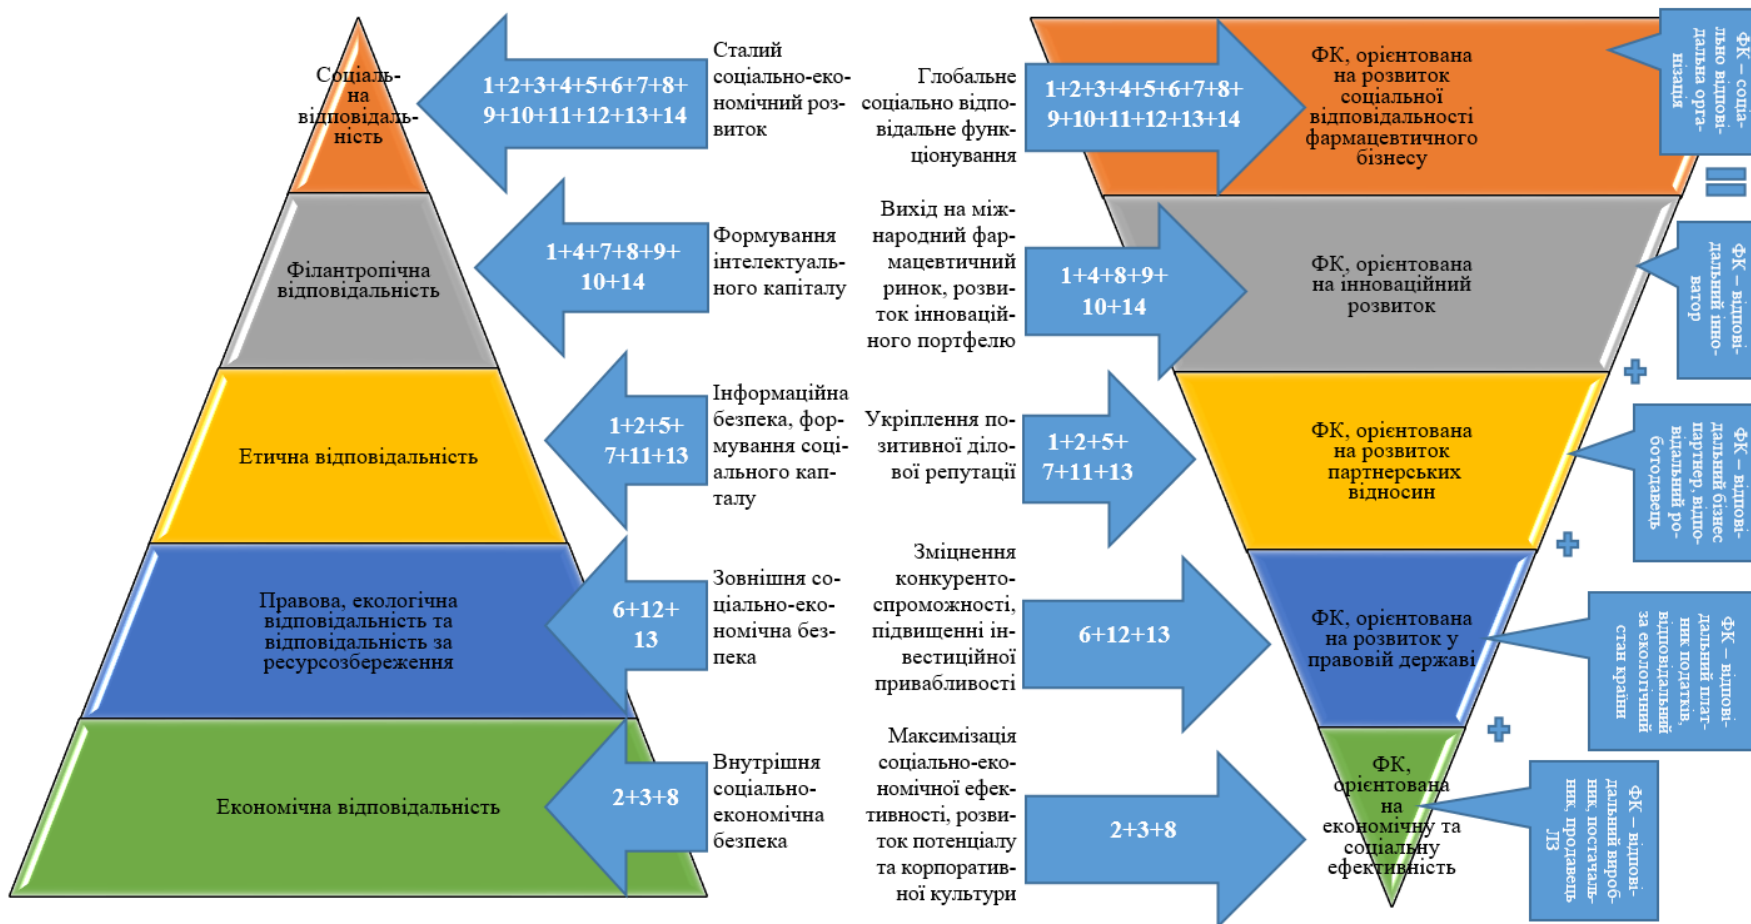 Соціаль-
на
відповідаль-
ність
1+2+3+4+5+6+7+8+
9+10+11+12+13+14
Сталий
соціально-еко-
номічний роз-
виток
Глобальне
соціально відпо-
відальне функ-
ціонування
1+2+3+4+5+6+7+8+
9+10+11+12+13+14
ФК, орієнтована
на розвиток
соціальної
відповідальності
фармацевтичного
бізнесу
ФК – соціа-
льно відпові-
дальна орга-
нізація
Філантропічна
відповідальність
1+4+7+8+9+
10+14
Формування
інтелектуаль-
ного капіталу
Вихід на між-
народний фар-
мацевтичний
ринок, розви-
ток інновацій-
ного портфелю
1+4+8+9+
10+14
ФК, орієнтована
на інноваційний
розвиток
ФК – відпові-
дальний інно-
ватор
+
Етична відповідальність
1+2+5+
7+11+13
Інформаційна
безпека, фор-
мування соці-
ального капі-
талу
Укріплення по-
зитивної діло-
вої репутації
1+2+5+
7+11+13
ФК, орієнтована
на розвиток
партнерських
відносин
ФК – відпові-
дальний бізнес
партнер, відпо-
відальний ро-
ботодавець
+
Правова, екологічна
відповідальність та
відповідальність за
ресурсозбереження
6+12+
13
Зовнішня со-
ціально-еко-
номічна без-
пека
Зміцнення
конкуренто-
спроможності,
підвищенні ін-
вестиційної
привабливості
6+12+13
ФК, орієнтована
на розвиток у
правовій державі
ФК – відпові-
дальний плат-
ник податків,
відповідальний
за екологічний
стан країни
+
Економічна відповідальність
2+3+8
Внутрішня
соціально-
економічна
безпека
Максимізація
соціально-еко-
номічної ефек-
тивності, розви-
ток потенціалу
та корпоратив-
ної культури
2+3+8
ФК,
орієнтована
на
економічну та
соціальну
ефективність
ФК – відпові-
дальний вироб-
ник, постачаль-
ник, продавець
ЛЗ